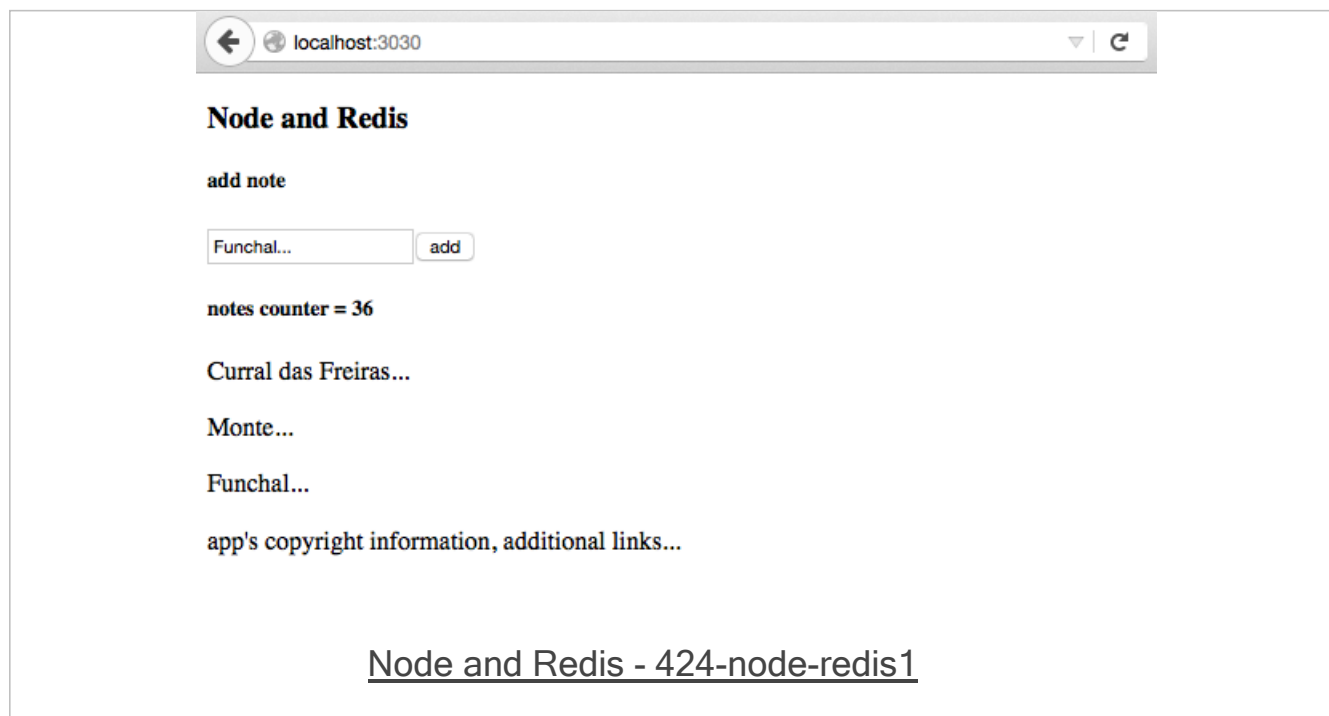 localhost:3030
Node and Redis
add note
Funchal... add
notes counter = 36
Curral das Freiras...
Monte...
Funchal...
app's copyright information, additional links...
Node and Redis - 424-node-redis1